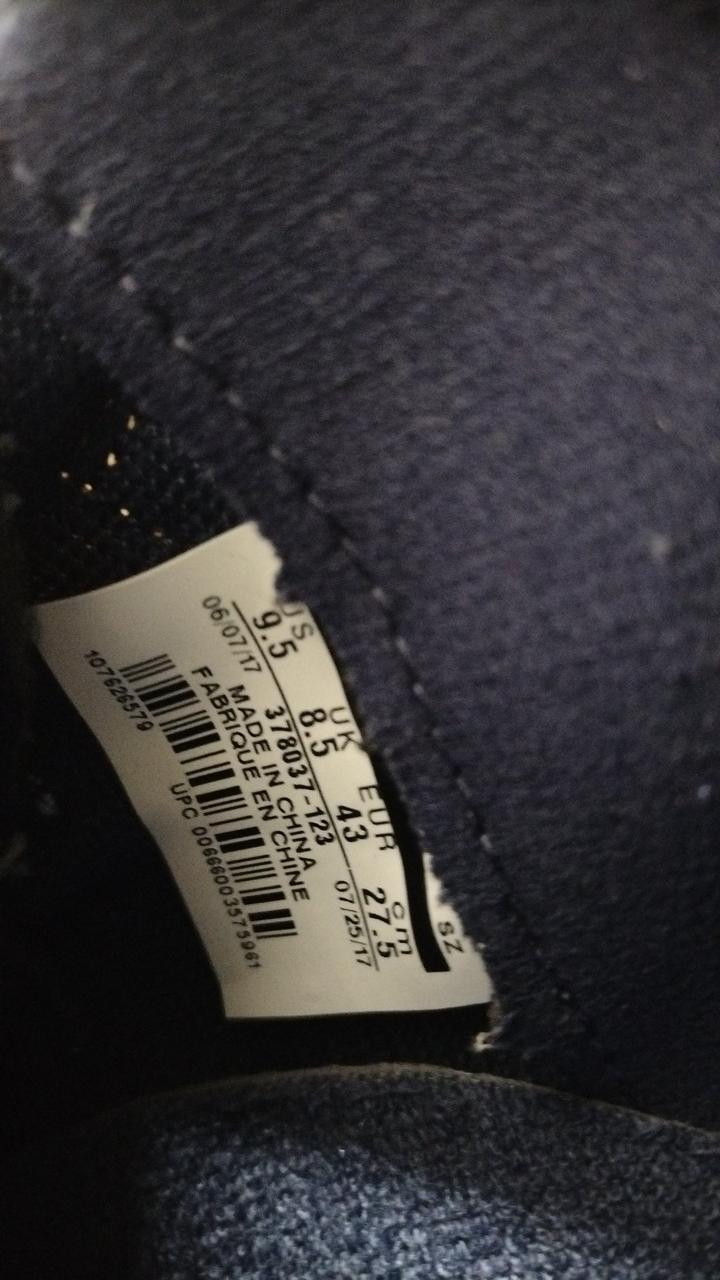 SZ
US UK EUR cm
9.5 8.5 43 27.5
06/07/17 07/25/17
378037-123
MADE IN CHINA
FABRIQUE EN CHINE
UPC 00666003575961
107626579